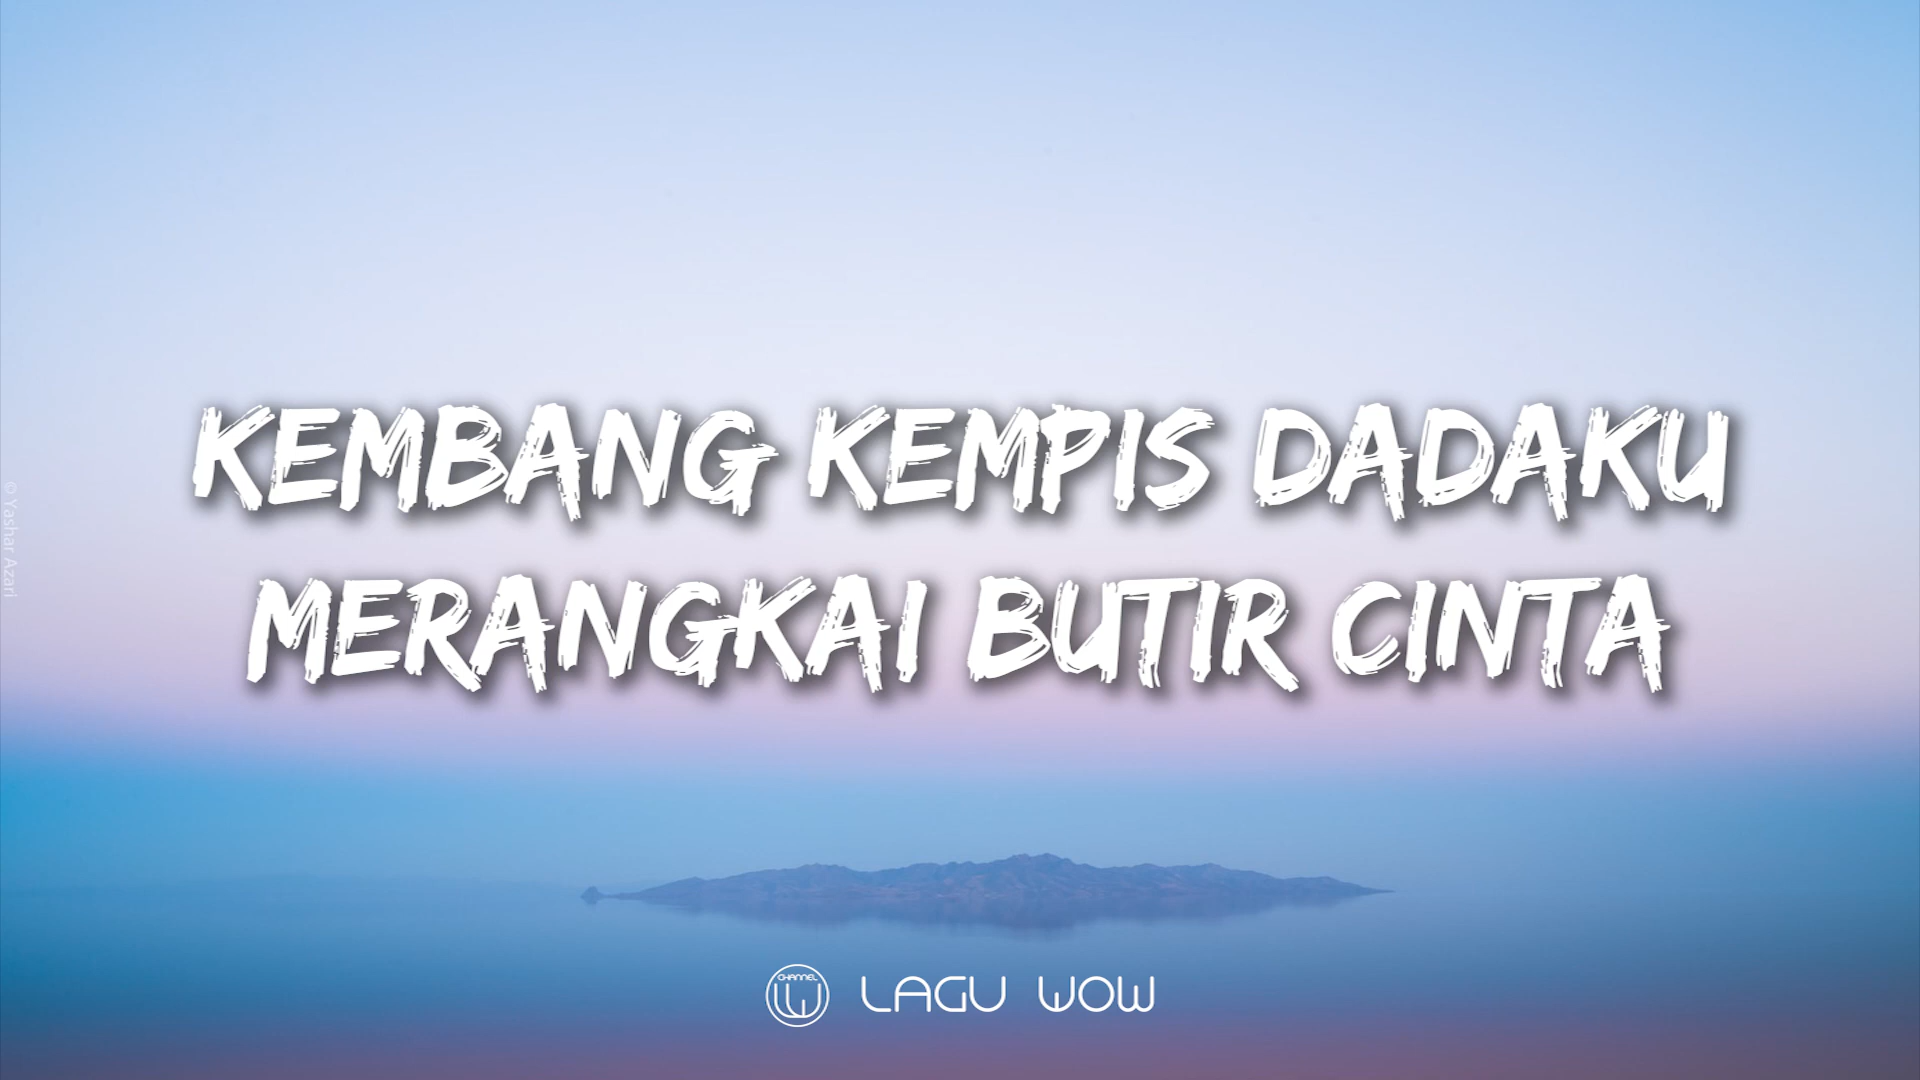 KEMBANG KEMPIS DADAKU
MERANGKAI BUTIR CINTA
© Yashar Azari
CHANNEL
LAGU WOW